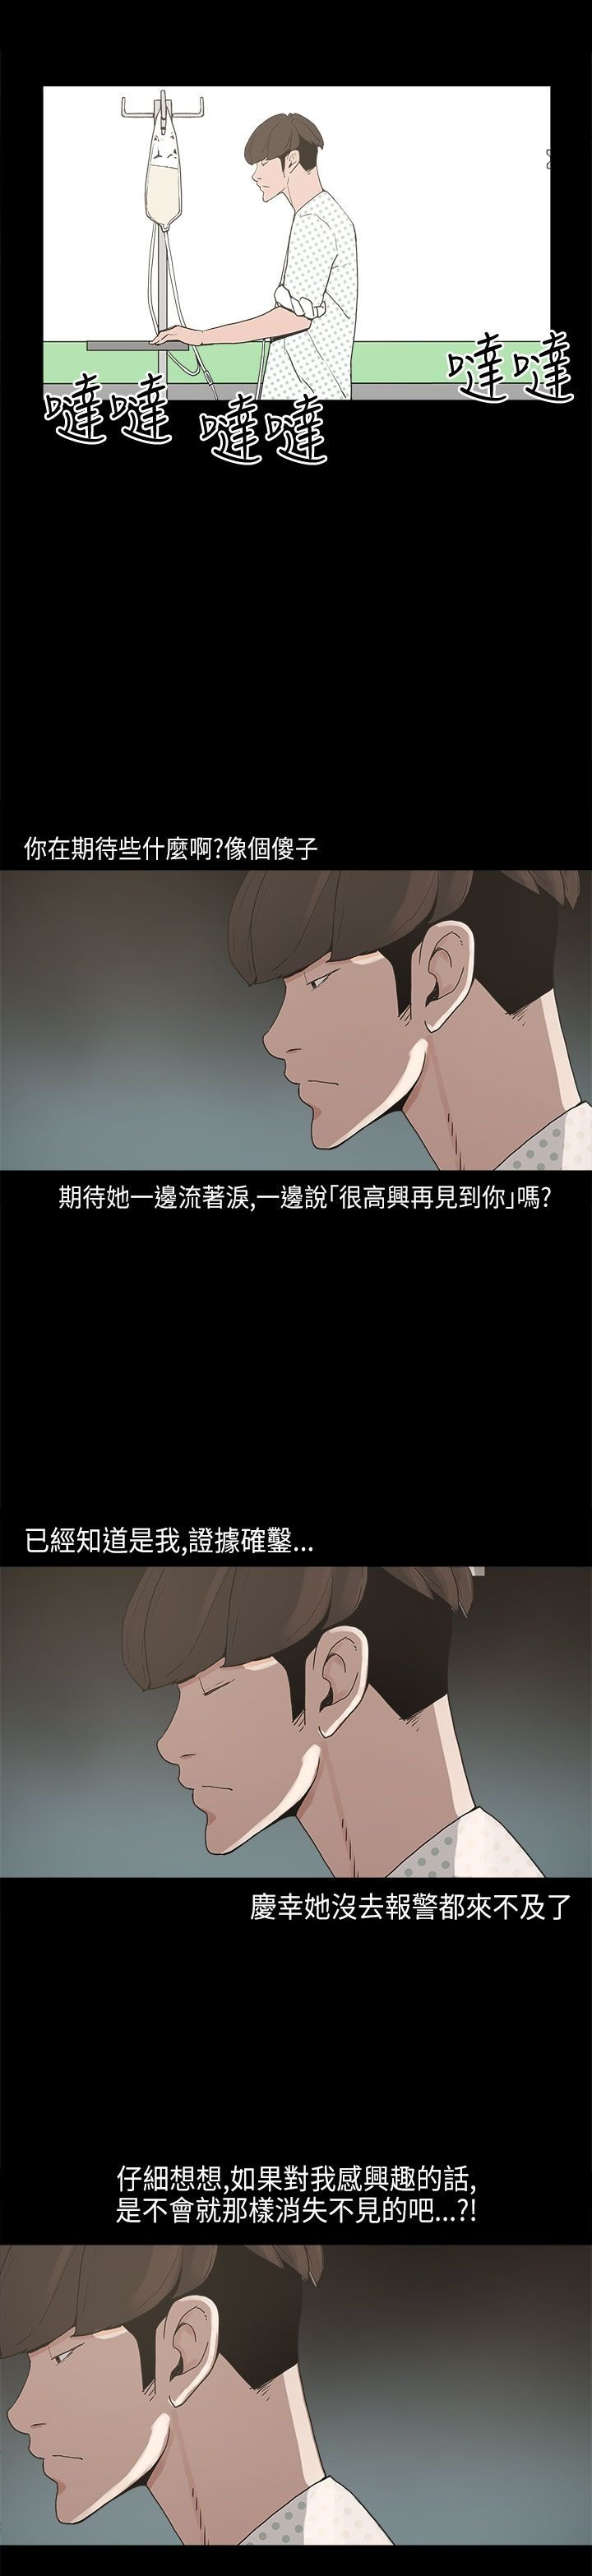 噠噠
噠噠
噠噠
你在期待些什麼啊?像個傻子
期待她一邊流著淚,一邊說「很高興再見到你」嗎?
已經知道是我,證據確鑿...
慶幸她沒去報警都來不及了
仔細想想,如果對我感興趣的話,
是不會就那樣消失不見的吧...?!